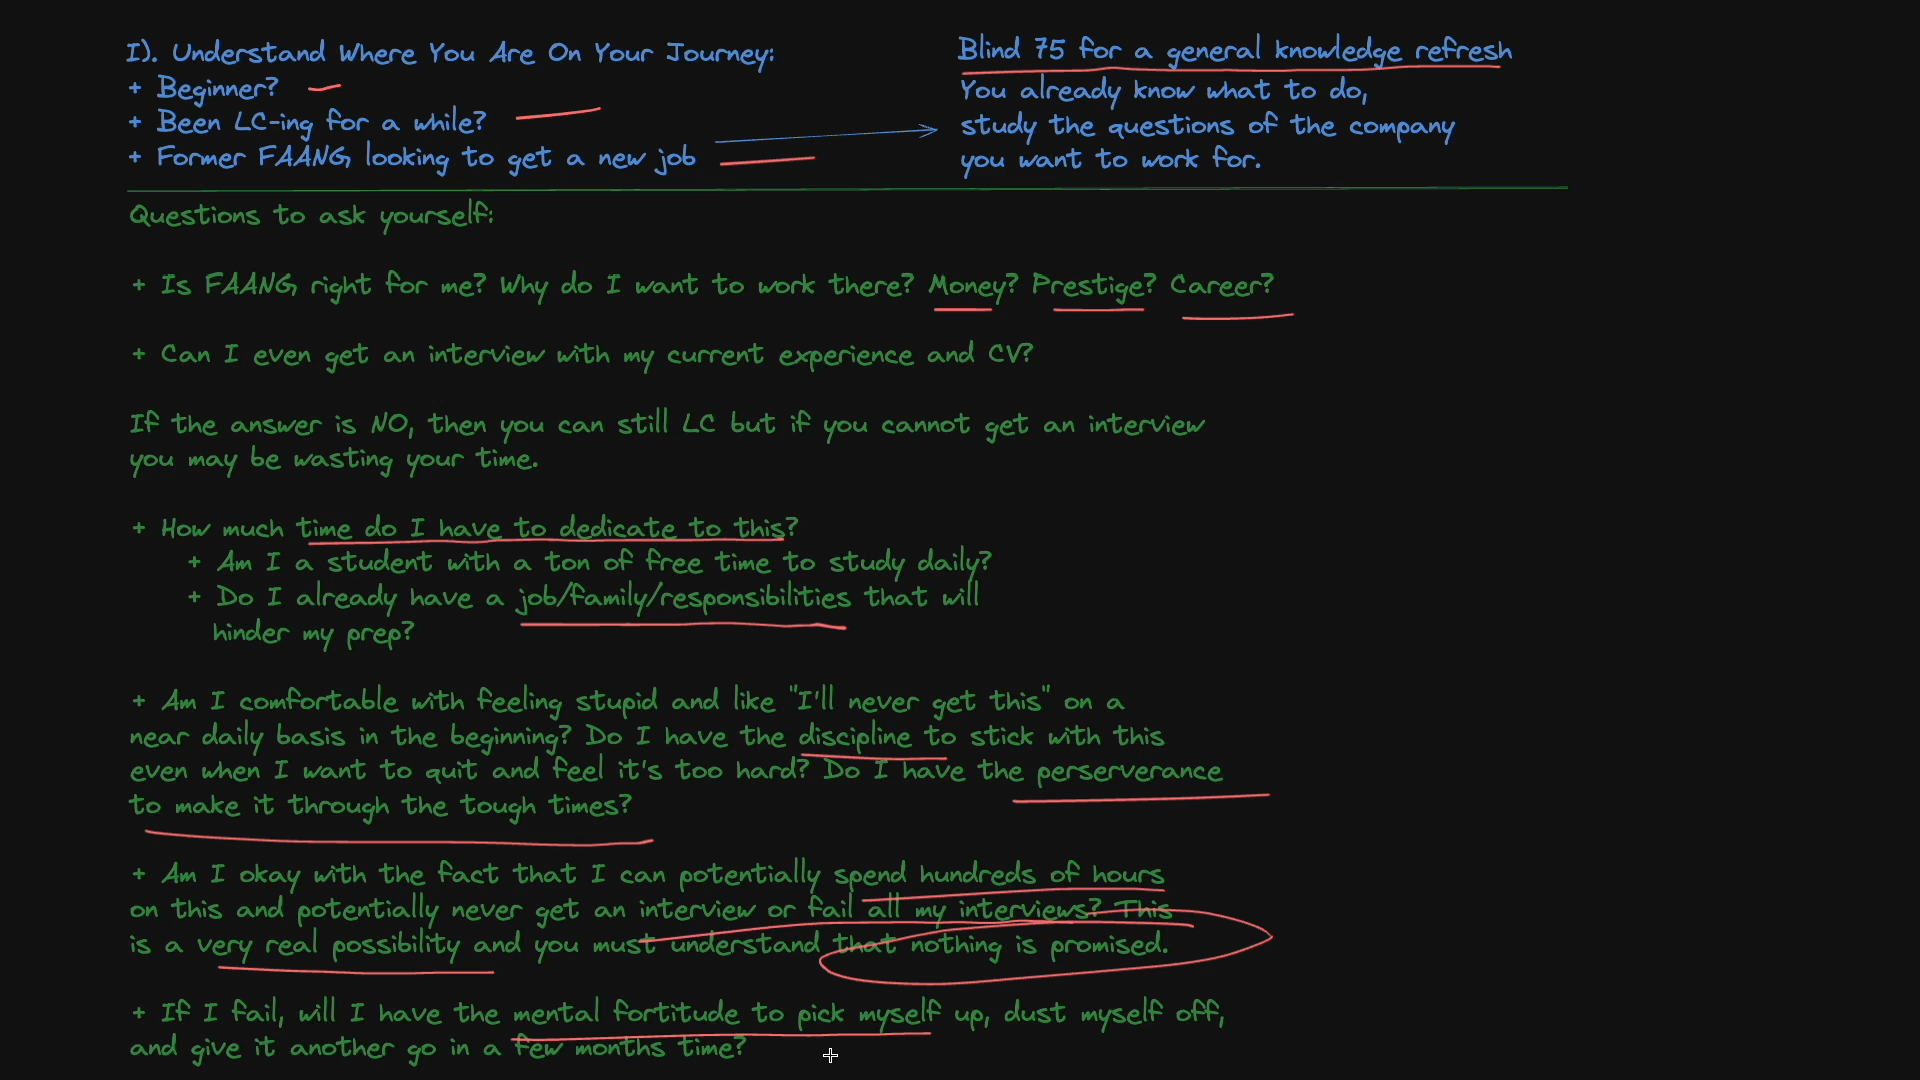 I). Understand Where You Are On Your Journey:
+ Beginner?
+ Been LC-ing for a while?
+ Former FAANG, looking to get a new job
Blind 75 for a general knowledge refresh
You already know what to do,
study the questions of the company
you want to work for.
Questions to ask yourself:
+ Is FAANG right for me? Why do I want to work there? Money? Prestige? Career?
+ Can I even get an interview with my current experience and CV?
If the answer is NO, then you can still LC but if you cannot get an interview
you may be wasting your time.
+ How much time do I have to dedicate to this?
+ Am I a student with a ton of free time to study daily?
+ Do I already have a job/family/responsibilities that will
hinder my prep?
+ Am I comfortable with feeling stupid and like "I'll never get this" on a
near daily basis in the beginning? Do I have the discipline to stick with this
even when I want to quit and feel it's too hard? Do I have the perserverance
to make it through the tough times?
+ Am I okay with the fact that I can potentially spend hundreds of hours
on this and potentially never get an interview or fail all my interviews? This
is a very real possibility and you must understand that nothing is promised.
+ If I fail, will I have the mental fortitude to pick myself up, dust myself off,
and give it another go in a few months time?